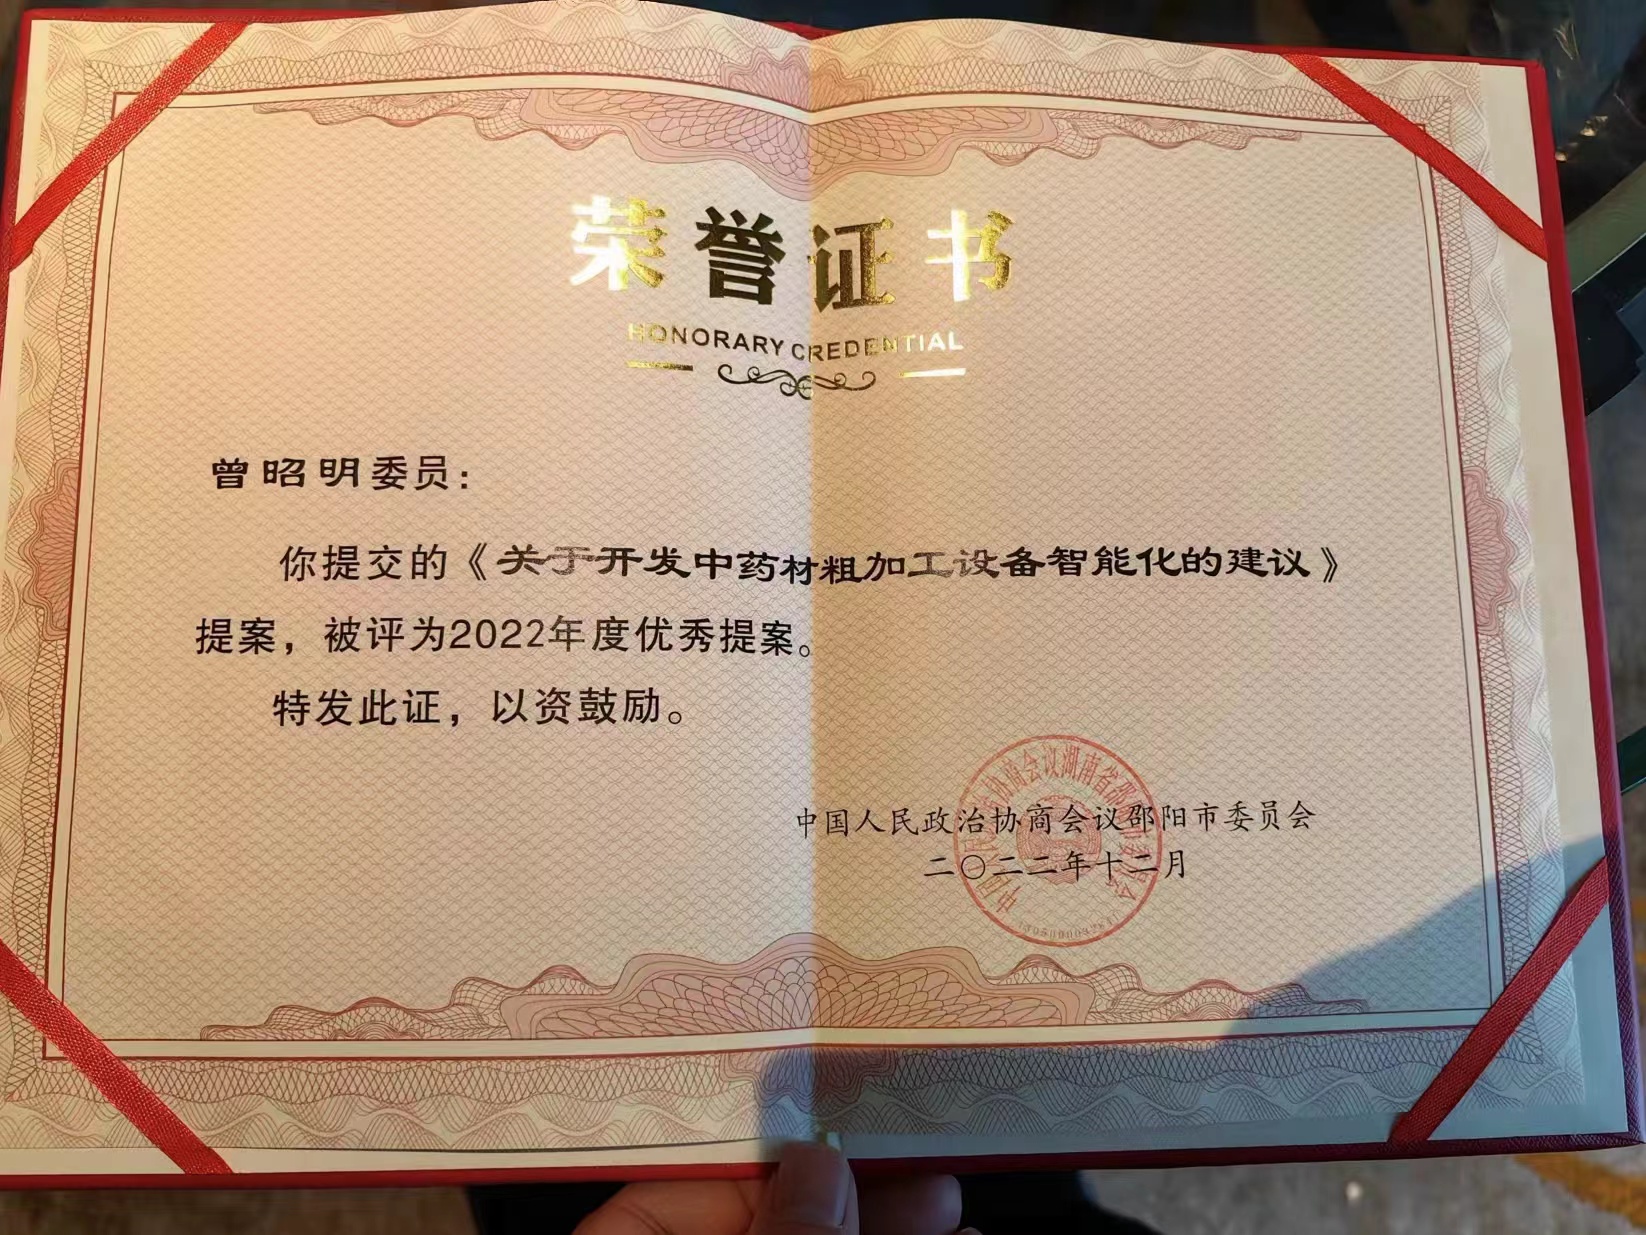 荣誉证书
HONORARY CREDENTIAL
曾昭明委员:
你提交的《关于开发中药材粗加工设备智能化的建议》
提案，被评为2022年度优秀提案。
特发此证，以资鼓励。
中国人民政治协商会议邵阳市委员会
二〇二二年十二月